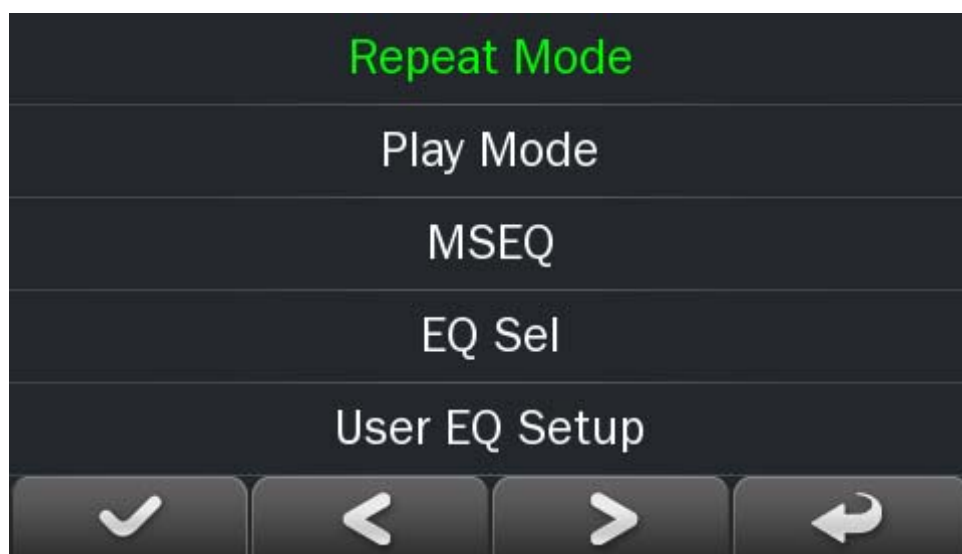 Repeat Mode
Play Mode
MSEQ
EQ Sel
User EQ Setup